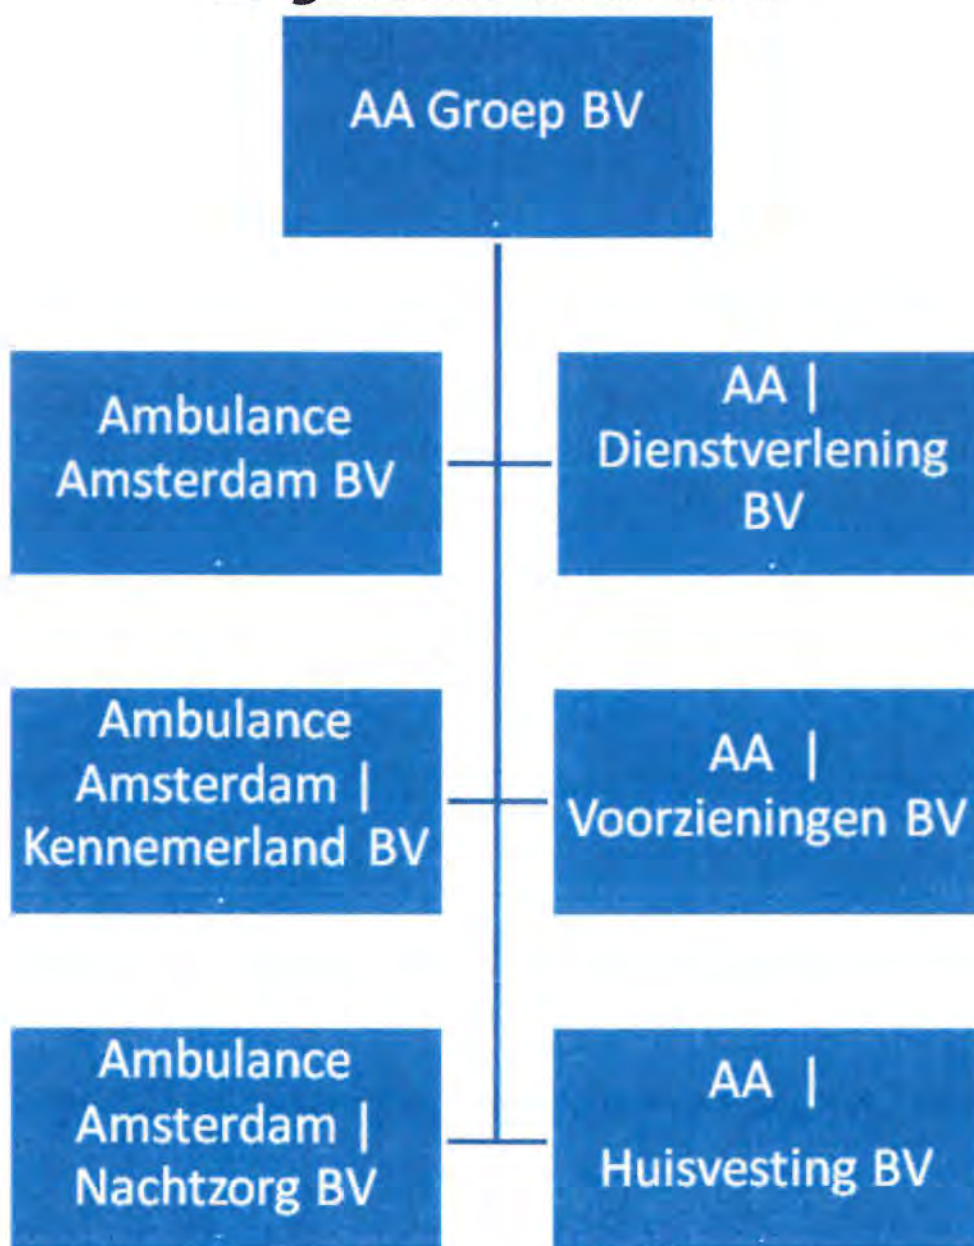 AA Groep BV
Ambulance
Amsterdam BV
AA |
Dienstverlening
BV
Ambulance
Amsterdam |
Kennemerland BV
AA |
Voorzieningen BV
Ambulance
Amsterdam |
Nachtzorg BV
AA |
Huisvesting BV